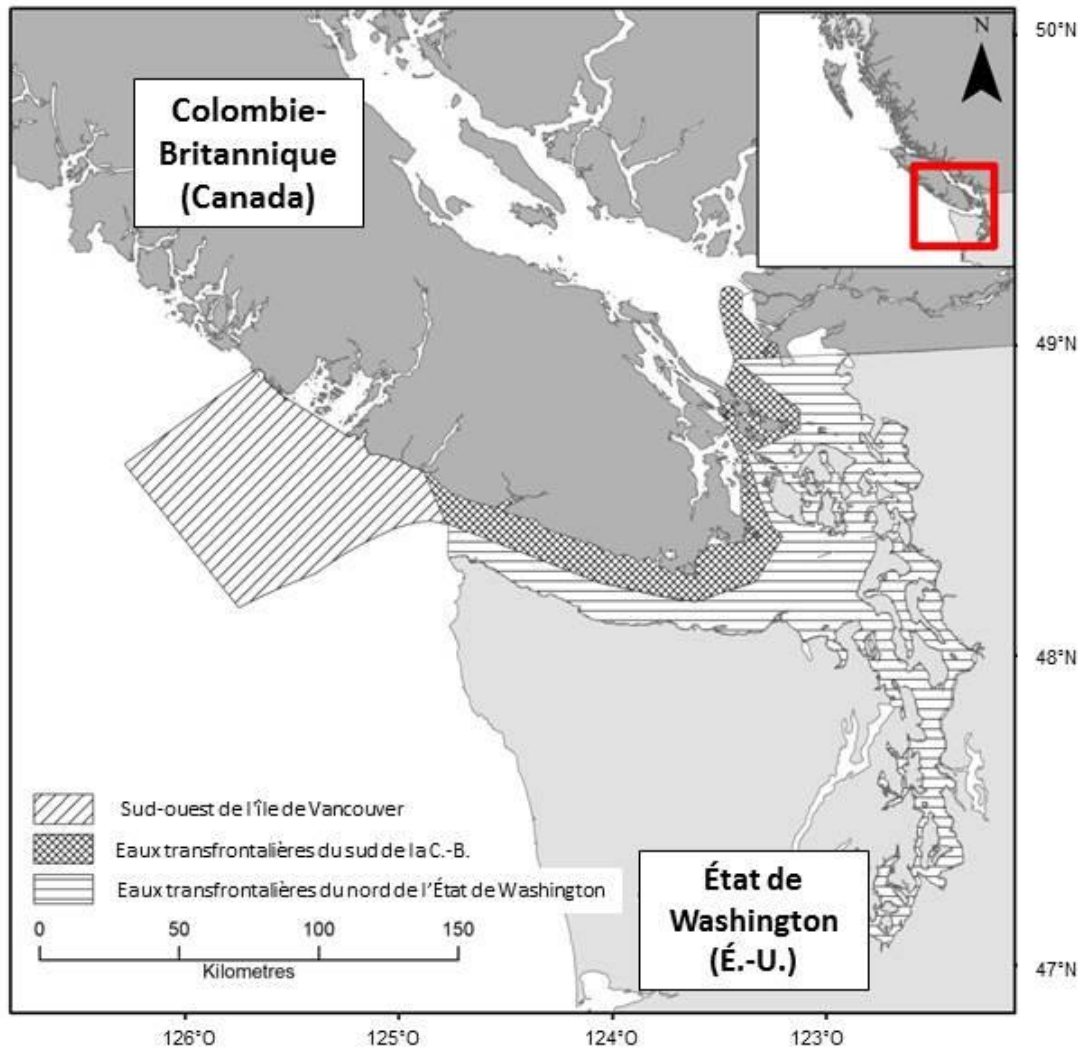 Colombie-
Britannique
(Canada)
N
50°N
49°N
48°N
47°N
Sud-ouest de l'île de Vancouver
Eaux transfrontalières du sud de la C.-B.
Eaux transfrontalières du nord de l'État de Washington
0 50 100 150
Kilometres
État de
Washington
(É.-U.)
126°O 125°O 124°O 123°O